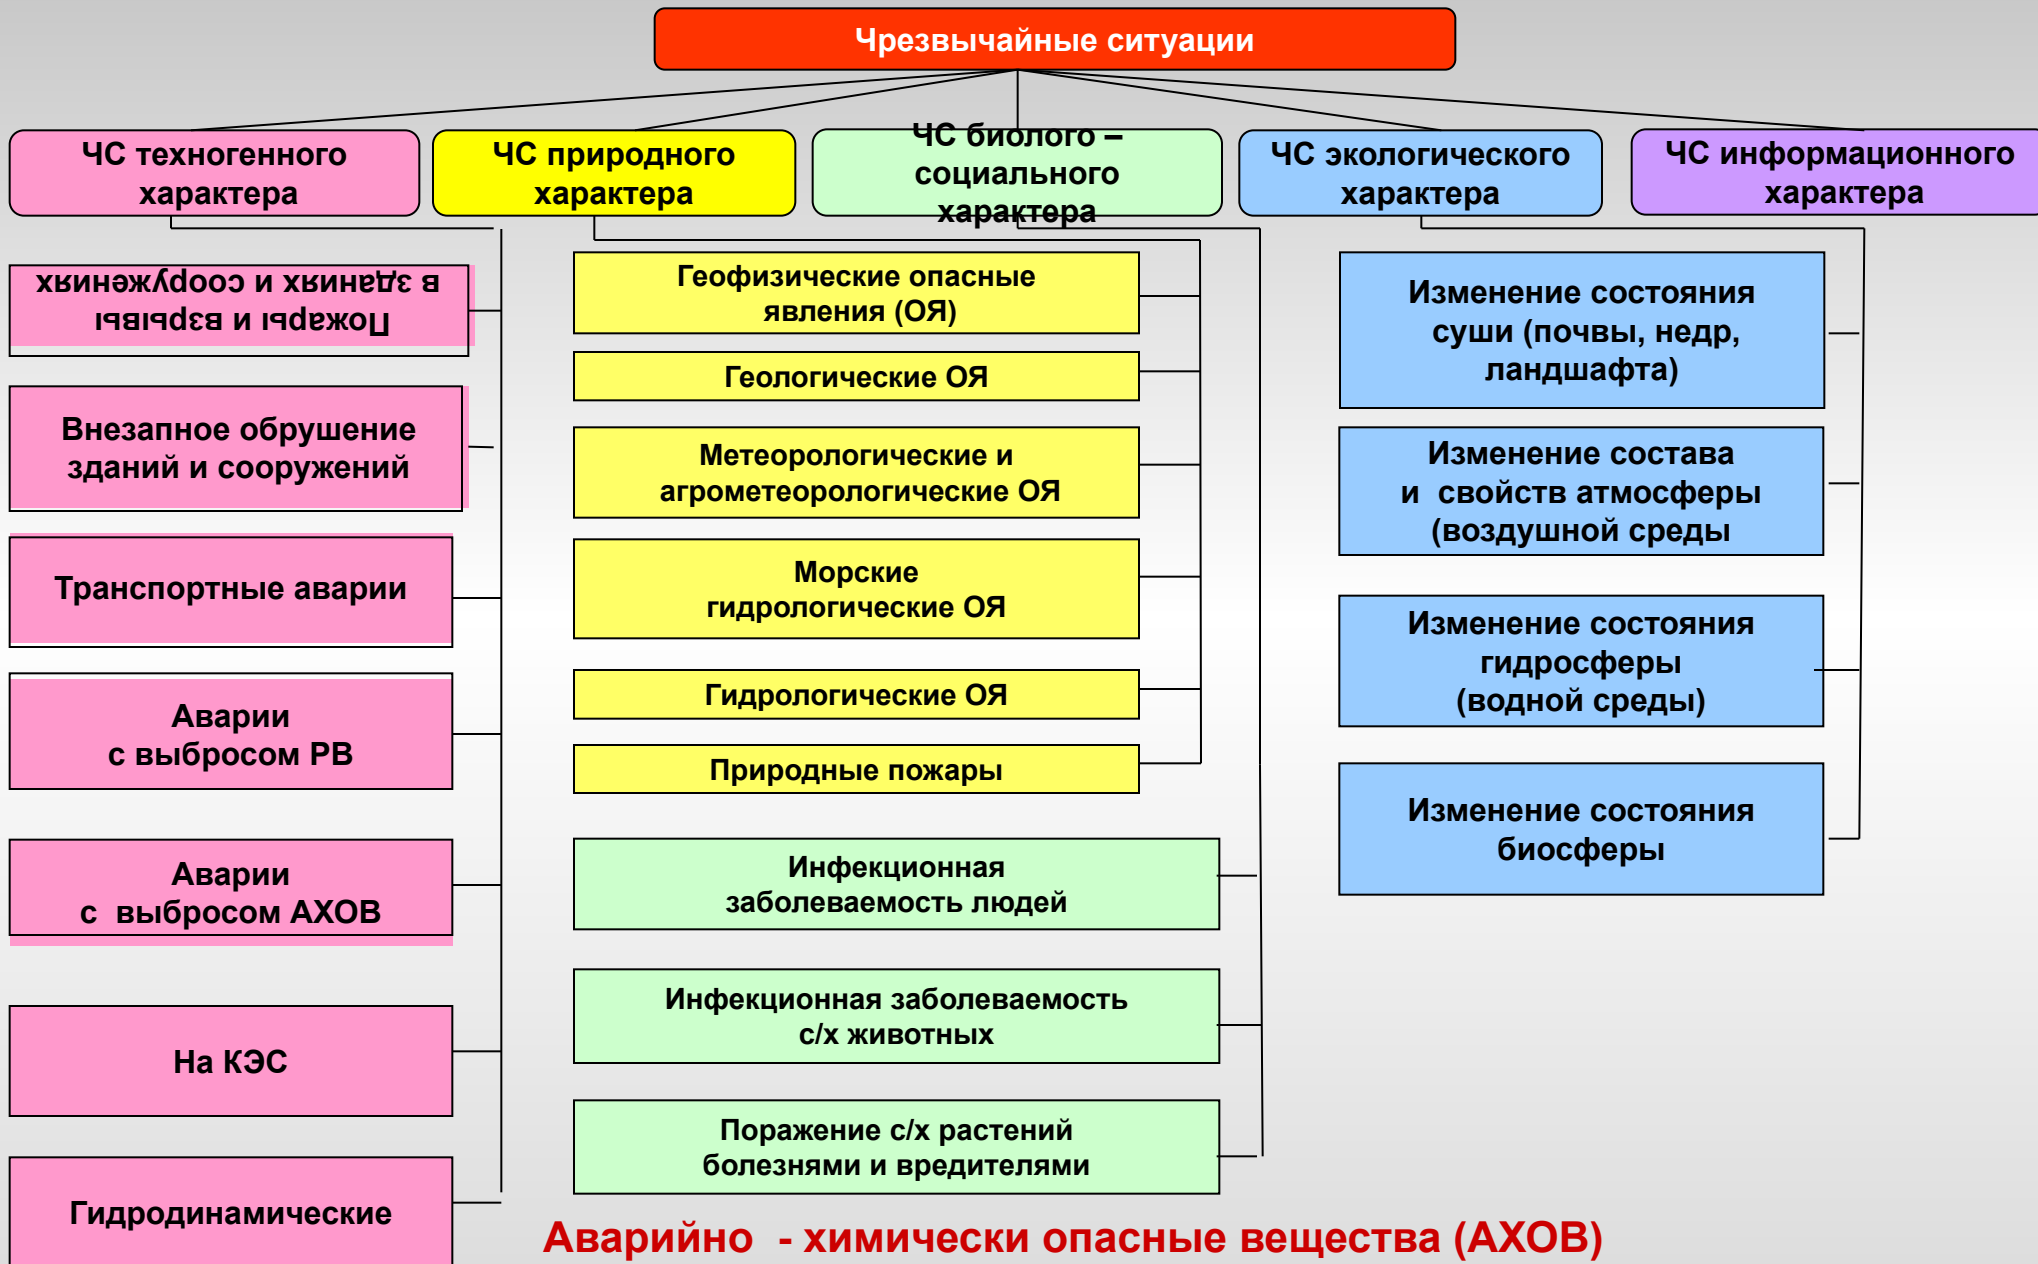 Чрезвычайные ситуации
ЧС техногенного
характера
ЧС природного
характера
ЧС биолого –
социального
характера
ЧС экологического
характера
ЧС информационного
характера
Пожары и взрывы
в зданиях и сооружениях
Внезапное обрушение
зданий и сооружений
Транспортные аварии
Аварии
с выбросом РВ
Аварии
с  выбросом АХОВ
На КЭС
Гидродинамические
Геофизические опасные
явления (ОЯ)
Геологические ОЯ
Метеорологические и
агрометеорологические ОЯ
Морские
гидрологические ОЯ
Гидрологические ОЯ
Природные пожары
Инфекционная
заболеваемость людей
Инфекционная заболеваемость
с/х животных
Поражение с/х растений
болезнями и вредителями
Изменение состояния
суши (почвы, недр,
ландшафта)
Изменение состава
и  свойств атмосферы
(воздушной среды
Изменение состояния
гидросферы
(водной среды)
Изменение состояния
биосферы
Аварийно  - химически опасные вещества (АХОВ)